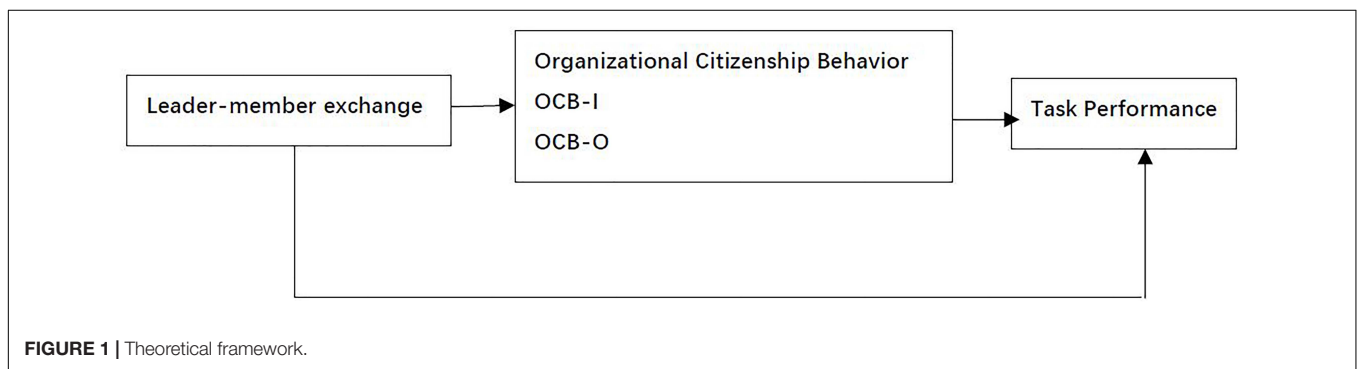 Leader-member exchange
Organizational Citizenship Behavior
OCB-I
OCB-O
Task Performance
FIGURE 1 | Theoretical framework.